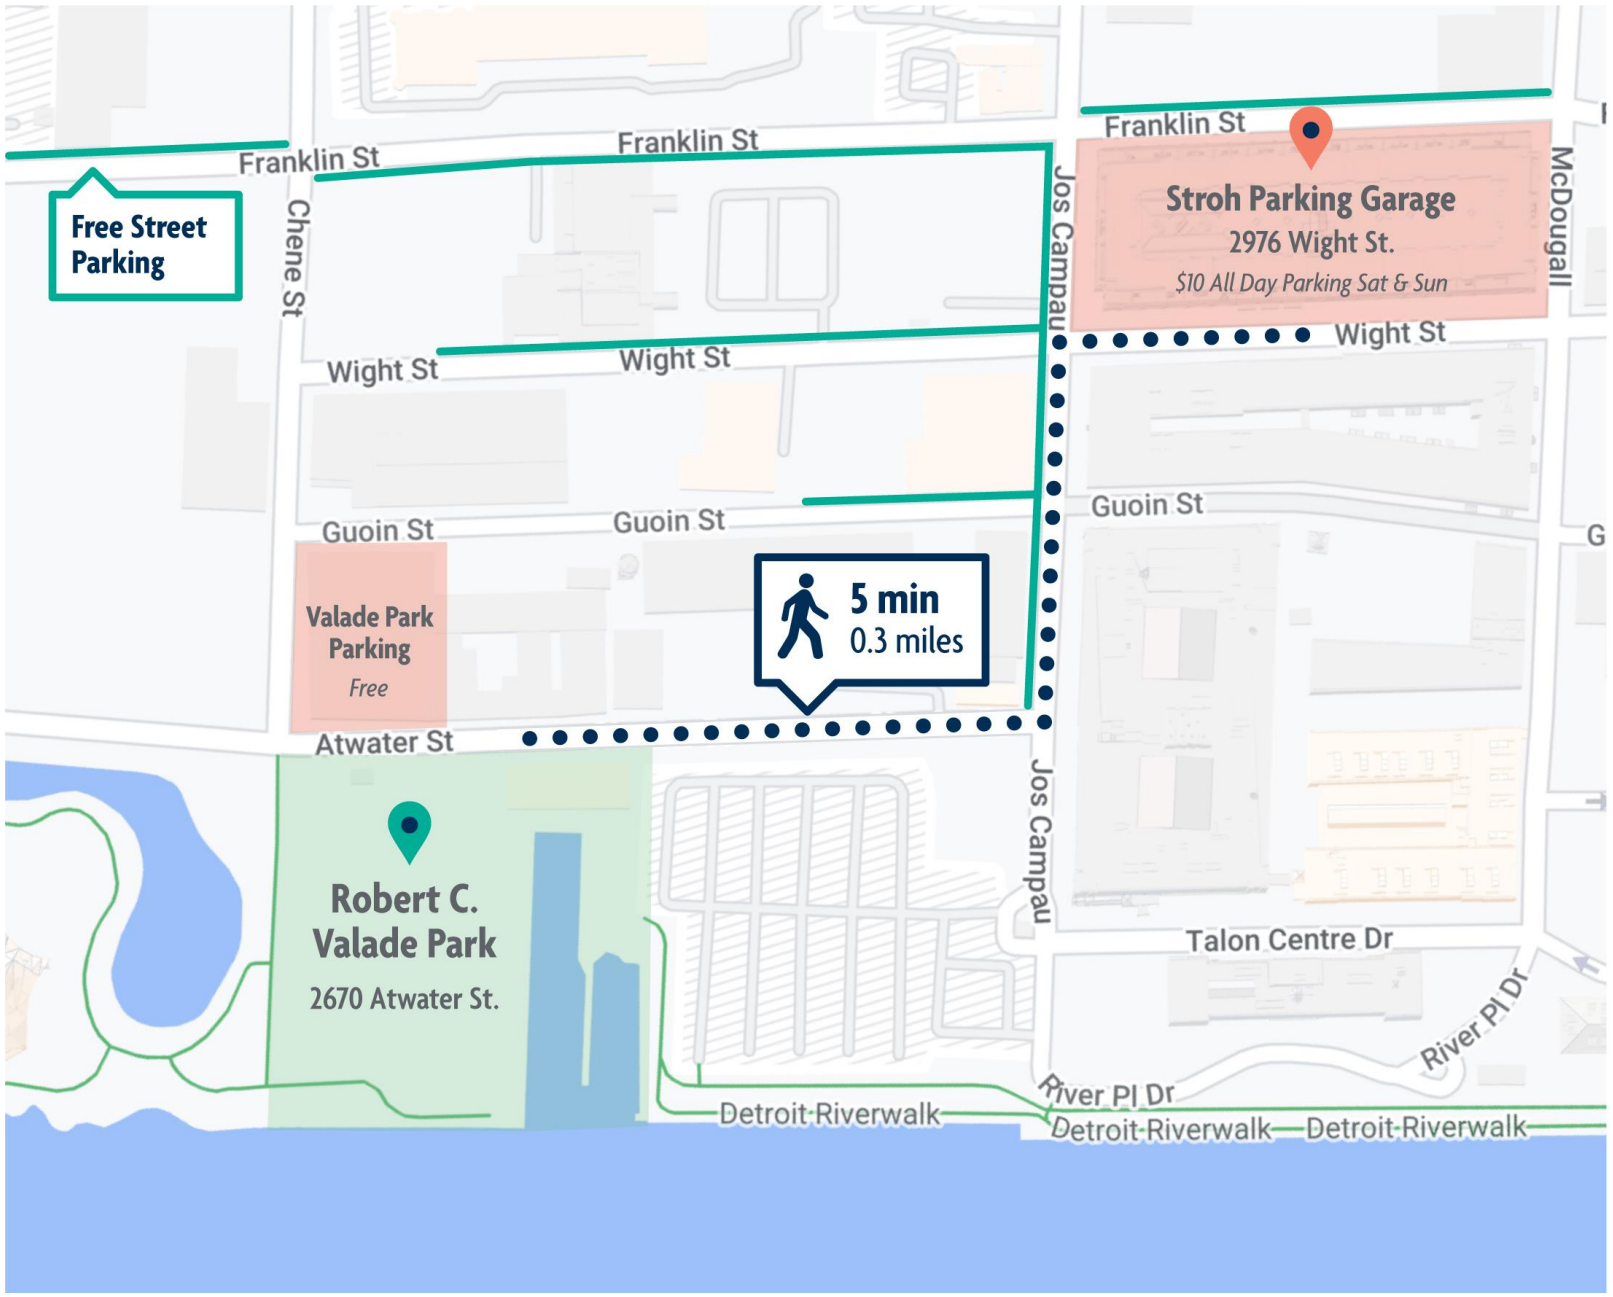 Franklin St
Franklin St
Franklin St
Free Street
Parking
Chene St
Jos Campau
McDougall
Stroh Parking Garage
2976 Wight St.
$10 All Day Parking Sat & Sun
Wight St
Wight St
Wight St
Guoin St
Guoin St
Guoin St
G
Valade Park
Parking
Free
5 min
0.3 miles
Atwater St
Jos Campau
Robert C.
Valade Park
2670 Atwater St.
Talon Centre Dr
River Pl Dr
River Pl Dr
Detroit Riverwalk
Detroit Riverwalk
Detroit Riverwalk